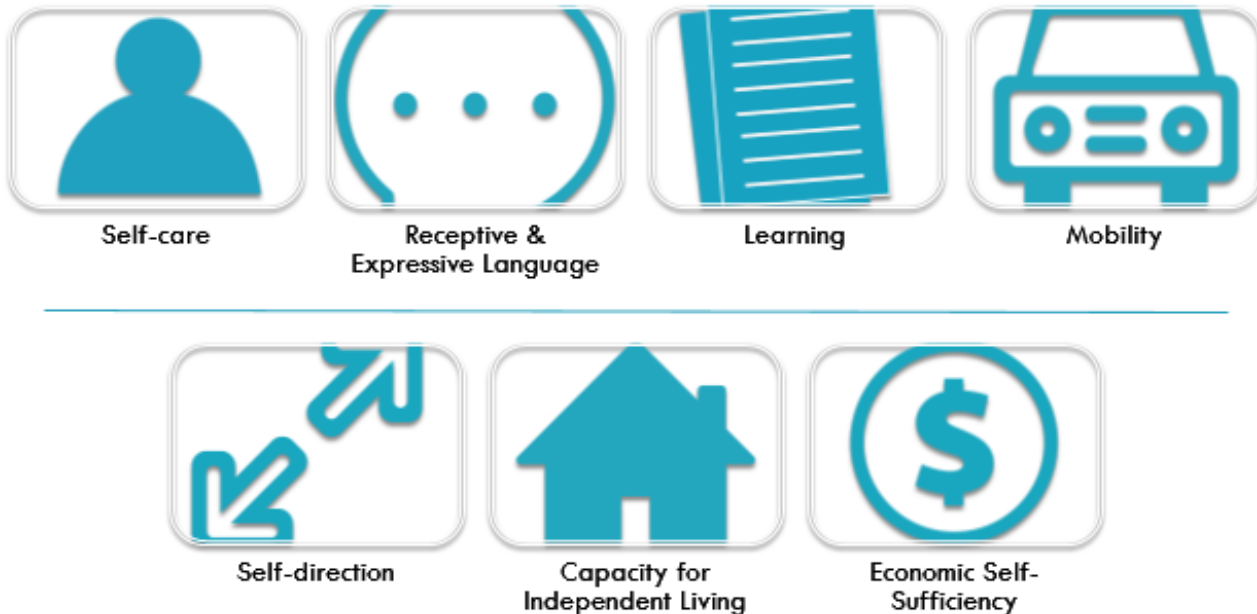 Self-care
Receptive &
Expressive Language
Learning
Mobility
Self-direction
Capacity for
Independent Living
$
Economic Self-
Sufficiency